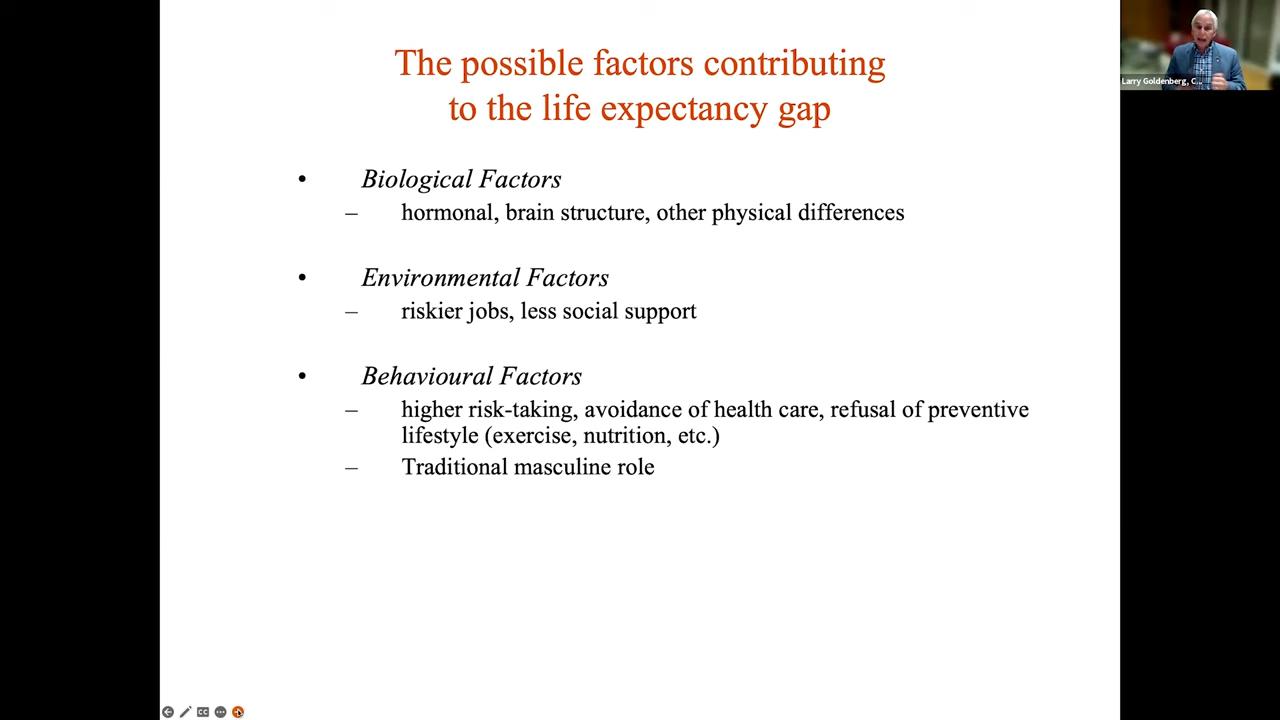 The possible factors contributing
to the life expectancy gap
• Biological Factors
– hormonal, brain structure, other physical differences
• Environmental Factors
– riskier jobs, less social support
• Behavioural Factors
– higher risk-taking, avoidance of health care, refusal of preventive
lifestyle (exercise, nutrition, etc.)
– Traditional masculine role
Larry Goldenberg, C...
CC